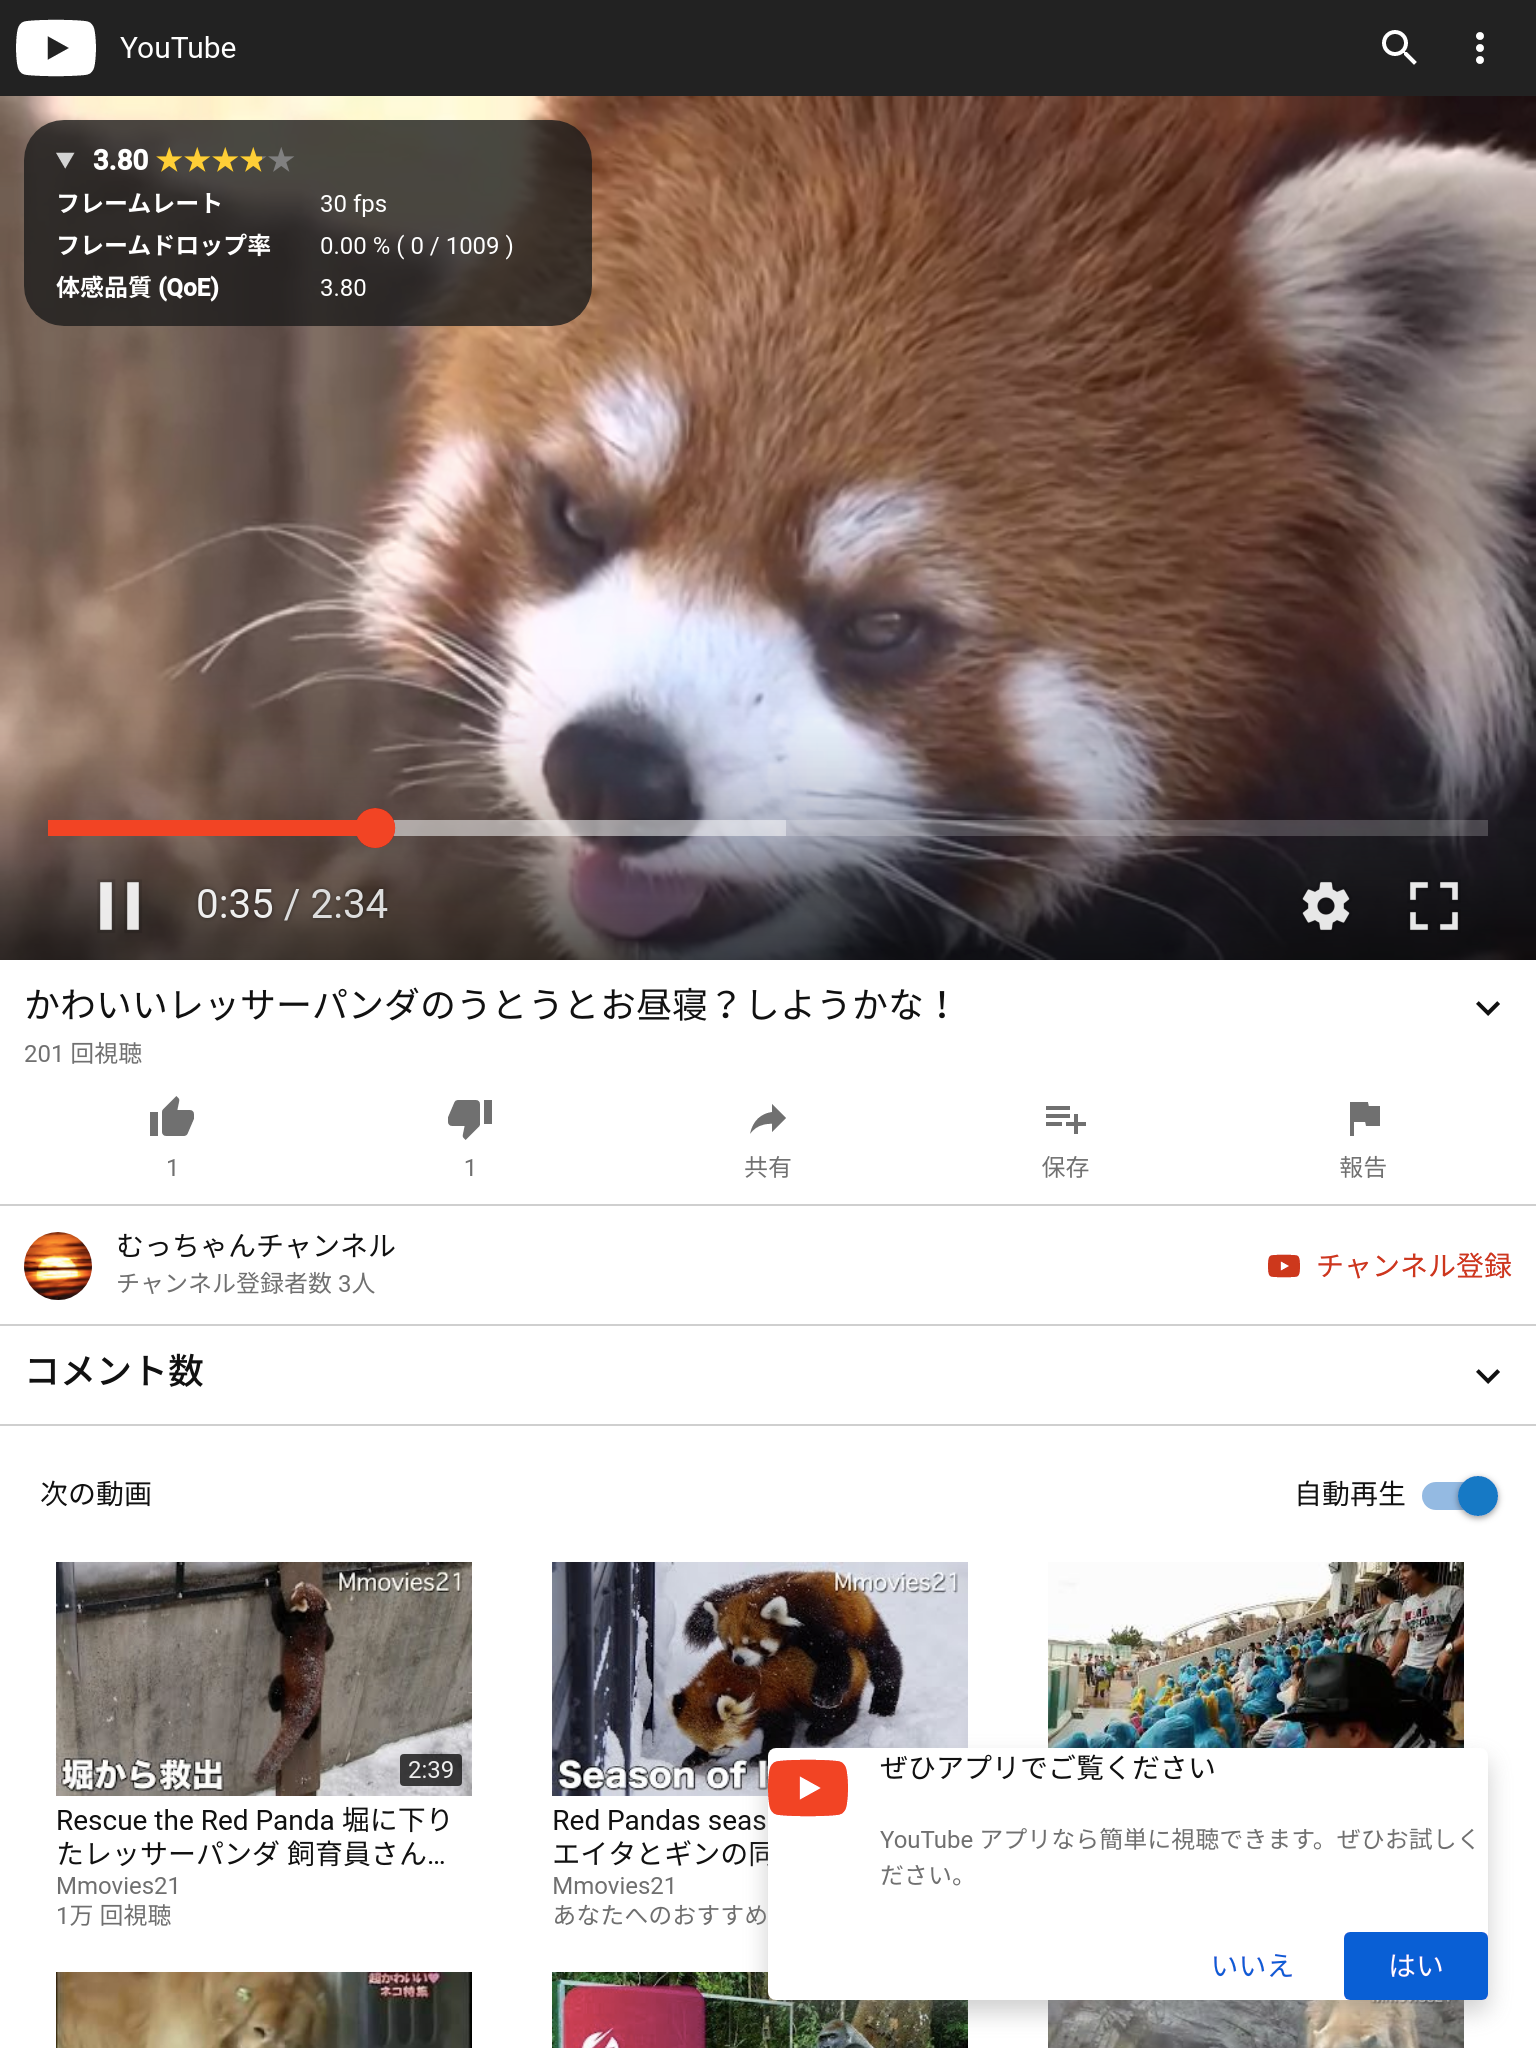 YouTube
▼ 3.80 ★★★★★
フレームレート 30 fps
フレームドロップ率 0.00 % ( 0 / 1009 )
体感品質 (QoE) 3.80
0:35 / 2:34
かわいいレッサーパンダのうとうとお昼寝？しようかな！
201 回視聴
1
1
共有
保存
報告
むっちゃんチャンネル
チャンネル登録者数 3人
チャンネル登録
コメント数
次の動画
自動再生
Mmovies21
堀から救出
2:39
Rescue the Red Panda 堀に下り
たレッサーパンダ 飼育員さん...
Mmovies21
1万 回視聴
Mmovies21
Season of
Red Pandas seas
エイタとギンの同
Mmovies21
あなたへのおすすめ
ぜひアプリでご覧ください
YouTube アプリなら簡単に視聴できます。ぜひお試しく
ださい。
いいえ
はい
超かわいい
ネコ特集